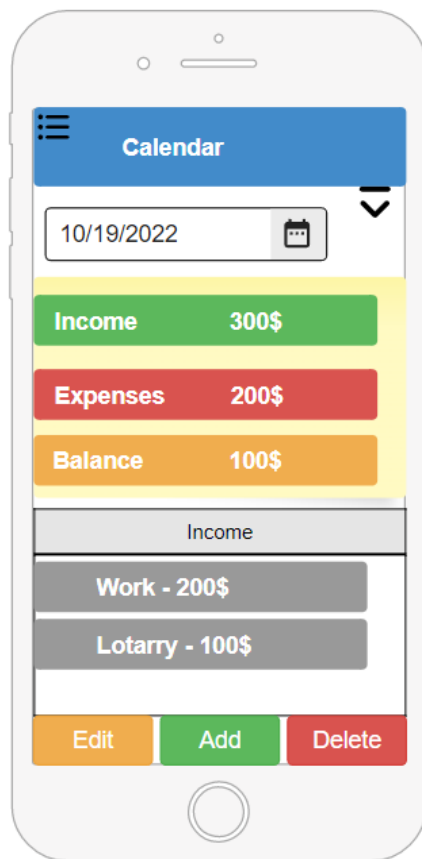 Calendar
10/19/2022
Income 300$
Expenses 200$
Balance 100$
Income
Work - 200$
Lotarry - 100$
Edit Add Delete